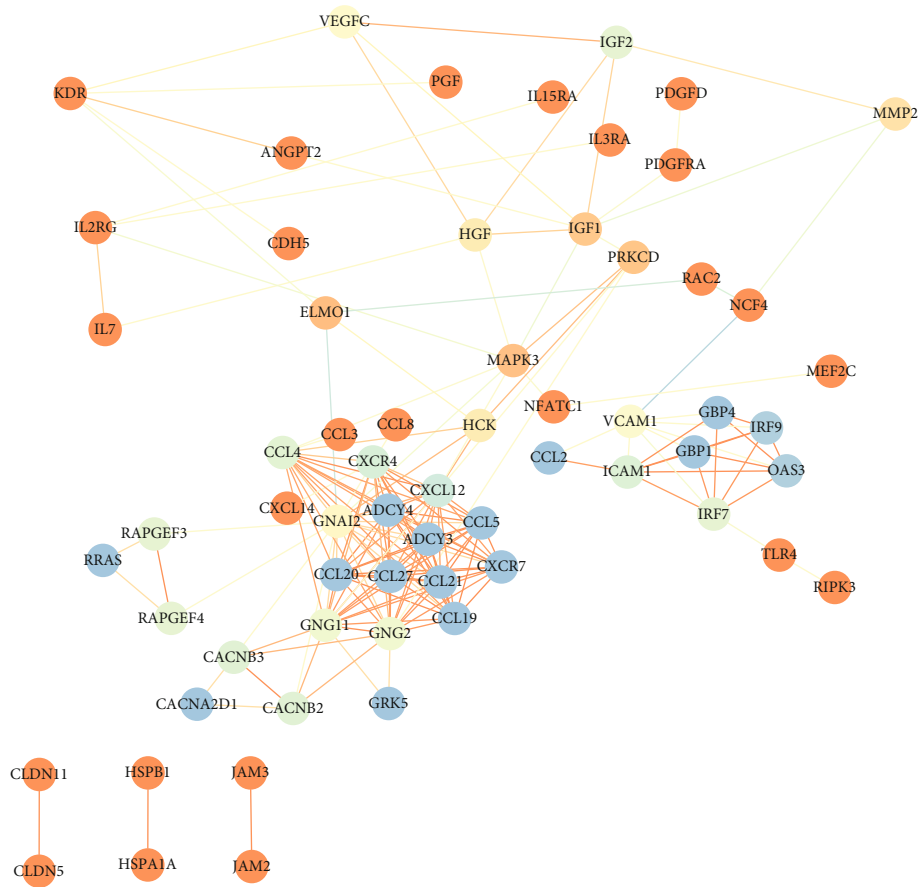 VEGFC
IGF2
KDR
PGF
IL15RA
PDGFD
MMP2
ANGPT2
IL3RA
PDGFRA
IL2RG
CDH5
HGF
IGF1
PRKCD
RAC2
NCF4
IL7
ELMO1
MAPK3
MEF2C
NFATC1
CCL3
CCL8
HCK
VCAM1
GBP4
IRF9
CCL4
CXCR4
CCL2
GBP1
ICAM1
OAS3
CXCL12
CXCL14
GNAI2
ADCY4
CCL5
IRF7
RAPGEF3
ADCY3
RRAS
CCL20
CCL27
CCL21
CXCR7
TLR4
RIPK3
RAPGEF4
GNG11
GNG2
CCL19
CACNB3
CACNA2D1
CACNB2
GRK5
CLDN11
HSPB1
JAM3
CLDN5
HSPA1A
JAM2